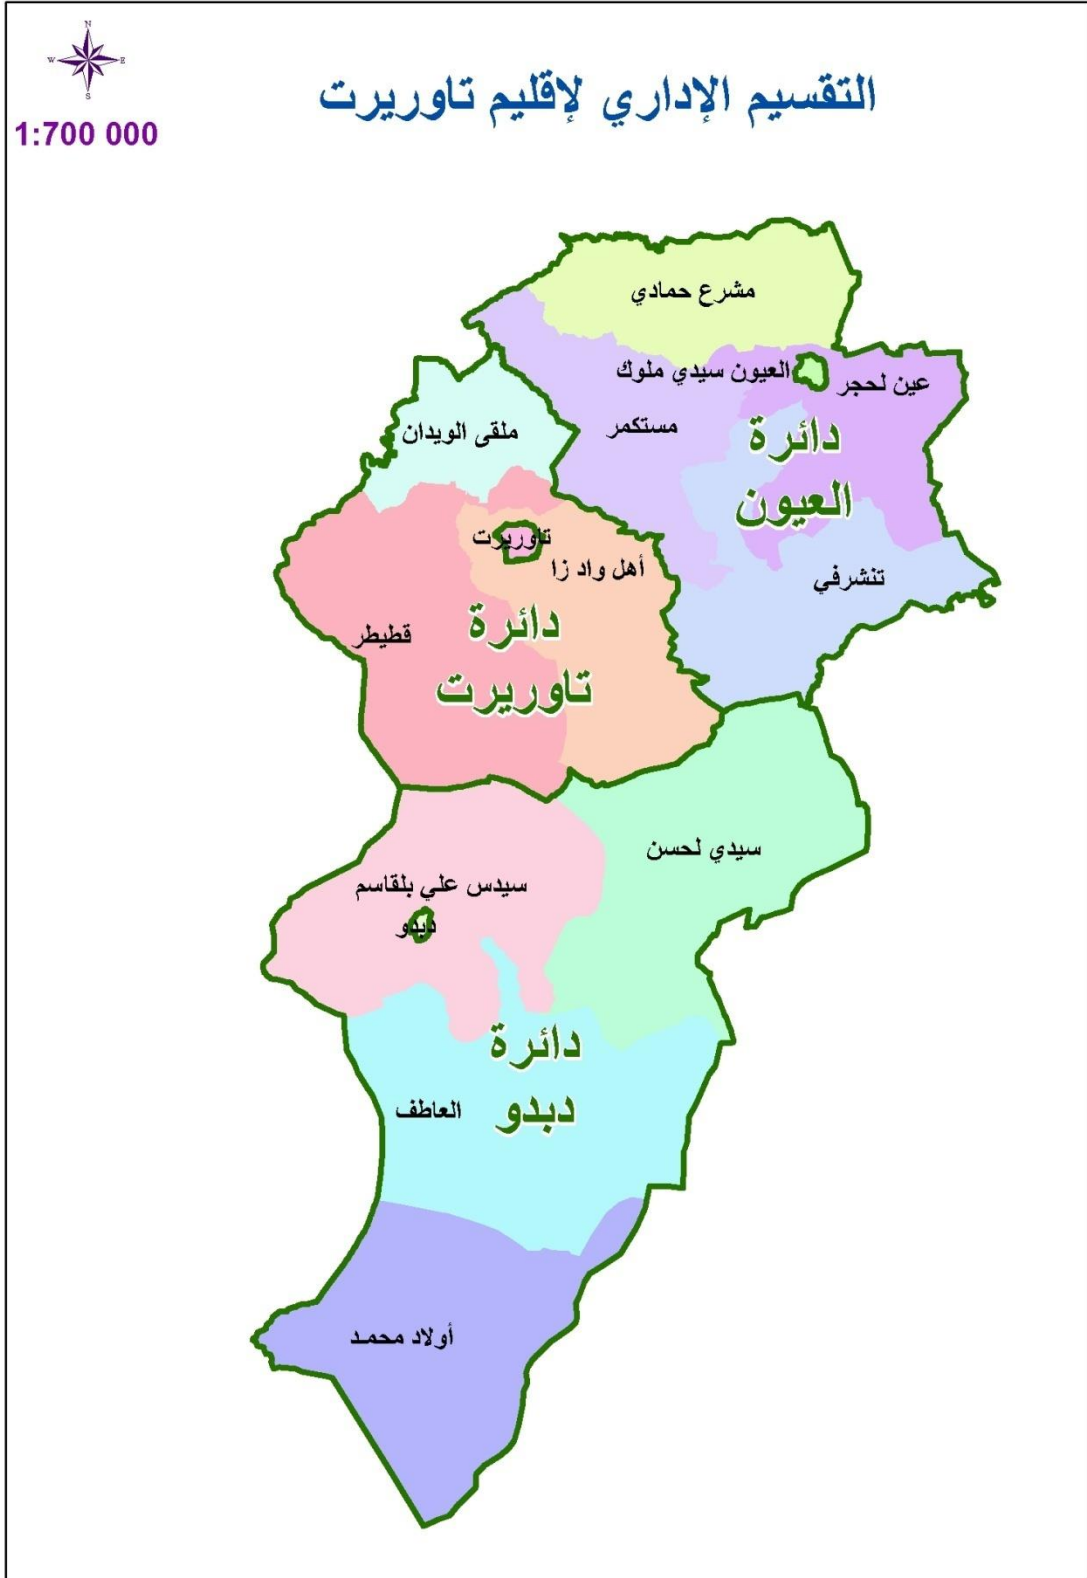 N
W E
S
1:700 000
التقسيم الإداري لإقليم تاوريرت
مشرع حمادي
العيون سيدي ملوك
عين لحجر
مستكمر
دائرة
العيون
ملقى الويدان
تاوريرت
أهل واد زا
تنشرفي
قطيطر
دائرة
تاوريرت
سيدي لحسن
سيدس علي بلقاسم
دبدو
دائرة
دبدو
العاطف
أولاد محمد